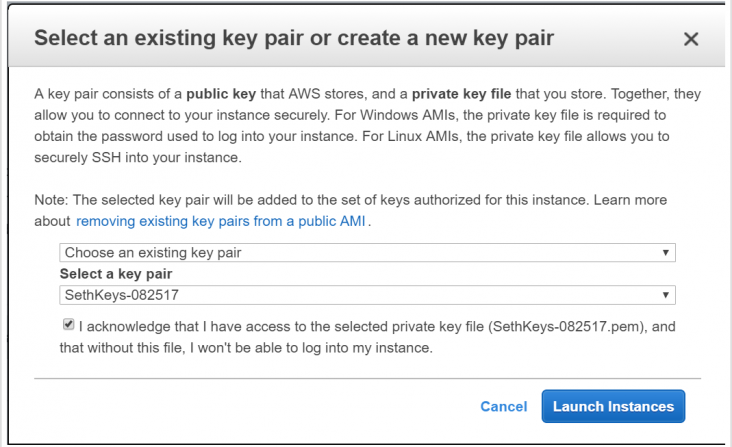 Select an existing key pair or create a new key pair
A key pair consists of a public key that AWS stores, and a private key file that you store. Together, they
allow you to connect to your instance securely. For Windows AMIs, the private key file is required to
obtain the password used to log into your instance. For Linux AMIs, the private key file allows you to
securely SSH into your instance.
Note: The selected key pair will be added to the set of keys authorized for this instance. Learn more
about removing existing key pairs from a public AMI.
Choose an existing key pair
Select a key pair
SethKeys-082517
I acknowledge that I have access to the selected private key file (SethKeys-082517.pem), and
that without this file, I won't be able to log into my instance.
Cancel Launch Instances